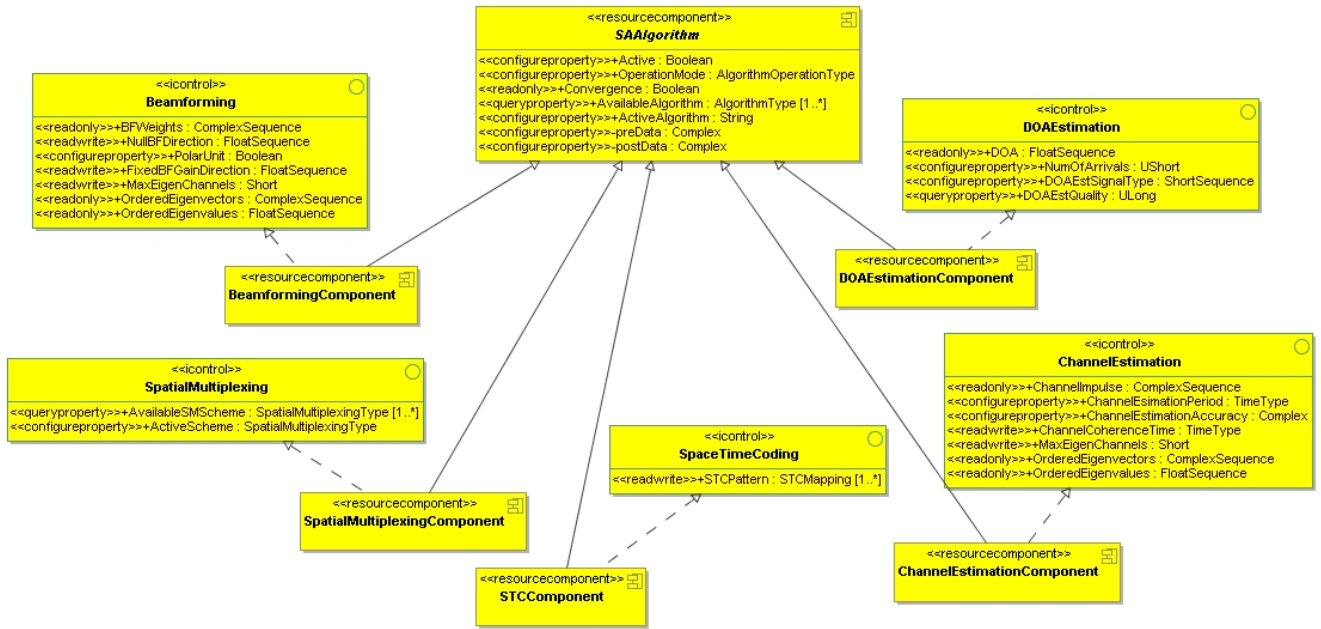 <<resourcecomponent>>
SAAlgorithm
<<configureproperty>>+Active : Boolean
<<configureproperty>>+OperationMode : AlgorithmOperationType
<<readonly>>+Convergence : Boolean
<<queryproperty>>+AvailableAlgorithm : AlgorithmType [1..*]
<<configureproperty>>+ActiveAlgorithm : String
<<configureproperty>>-preData : Complex
<<configureproperty>>-postData : Complex
<<icontrol>>
Beamforming
<<readonly>>+BFWeights : ComplexSequence
<<readwrite>>+NullBFDirection : FloatSequence
<<configureproperty>>+PolarUnit : Boolean
<<readwrite>>+FixedBFGainDirection : FloatSequence
<<readwrite>>+MaxEigenChannels : Short
<<readonly>>+OrderedEigenvectors : ComplexSequence
<<readonly>>+OrderedEigenvalues : FloatSequence
<<icontrol>>
DOAEstimation
<<readonly>>+DOA : FloatSequence
<<configureproperty>>+NumOfArrivals : UShort
<<configureproperty>>+DOAEstSignalType : ShortSequence
<<queryproperty>>+DOAEstQuality : ULong
<<resourcecomponent>>
BeamformingComponent
<<resourcecomponent>>
DOAEstimationComponent
<<icontrol>>
SpatialMultiplexing
<<queryproperty>>+AvailableSMScheme : SpatialMultiplexingType [1..*]
<<configureproperty>>+ActiveScheme : SpatialMultiplexingType
<<icontrol>>
ChannelEstimation
<<readonly>>+ChannelImpulse : ComplexSequence
<<configureproperty>>+ChannelEsimationPeriod : TimeType
<<configureproperty>>+ChannelEstimationAccuracy : Complex
<<readwrite>>+ChannelCoherenceTime : TimeType
<<readwrite>>+MaxEigenChannels : Short
<<readonly>>+OrderedEigenvectors : ComplexSequence
<<readonly>>+OrderedEigenvalues : FloatSequence
<<icontrol>>
SpaceTimeCoding
<<readwrite>>+STCPattern : STCMapping [1..*]
<<resourcecomponent>>
SpatialMultiplexingComponent
<<resourcecomponent>>
STCComponent
<<resourcecomponent>>
ChannelEstimationComponent